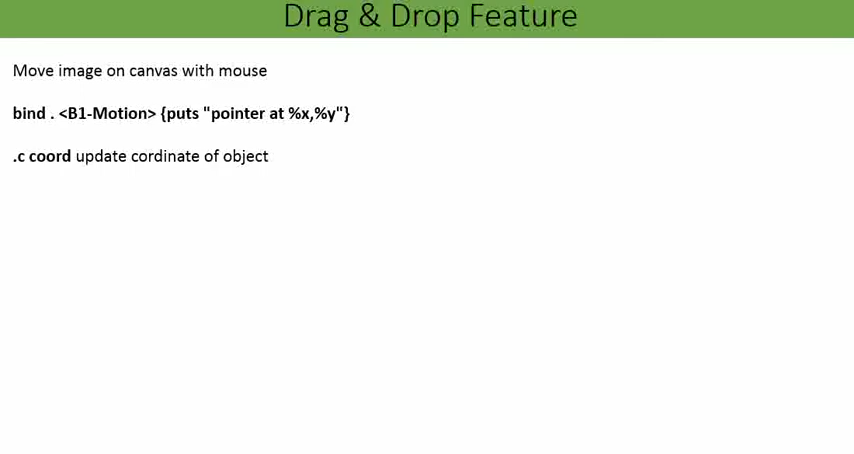 Drag & Drop Feature
Move image on canvas with mouse
bind . <B1-Motion> {puts "pointer at %x,%y"}
.c coord update cordinate of object